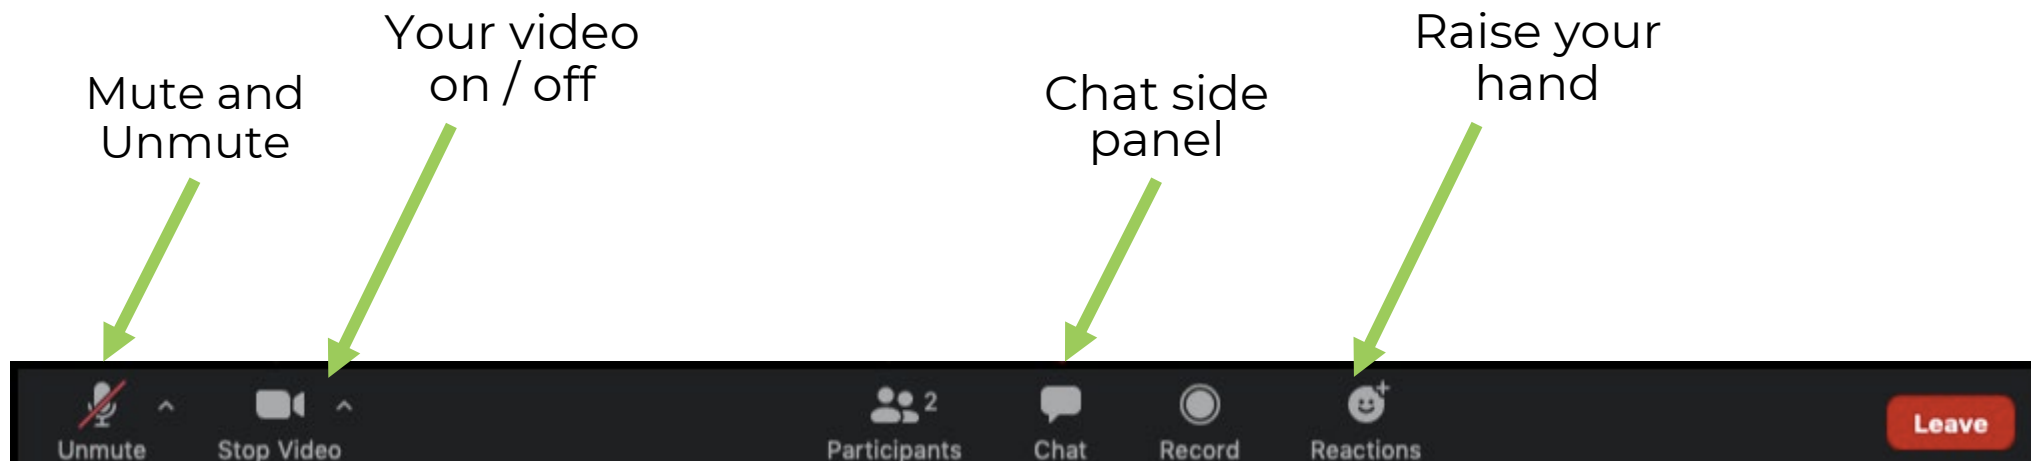 Mute and
Unmute
Your video
on / off
Chat side
panel
Raise your
hand
Unmute
Stop Video
Participants
2
Chat
Record
Reactions
Leave